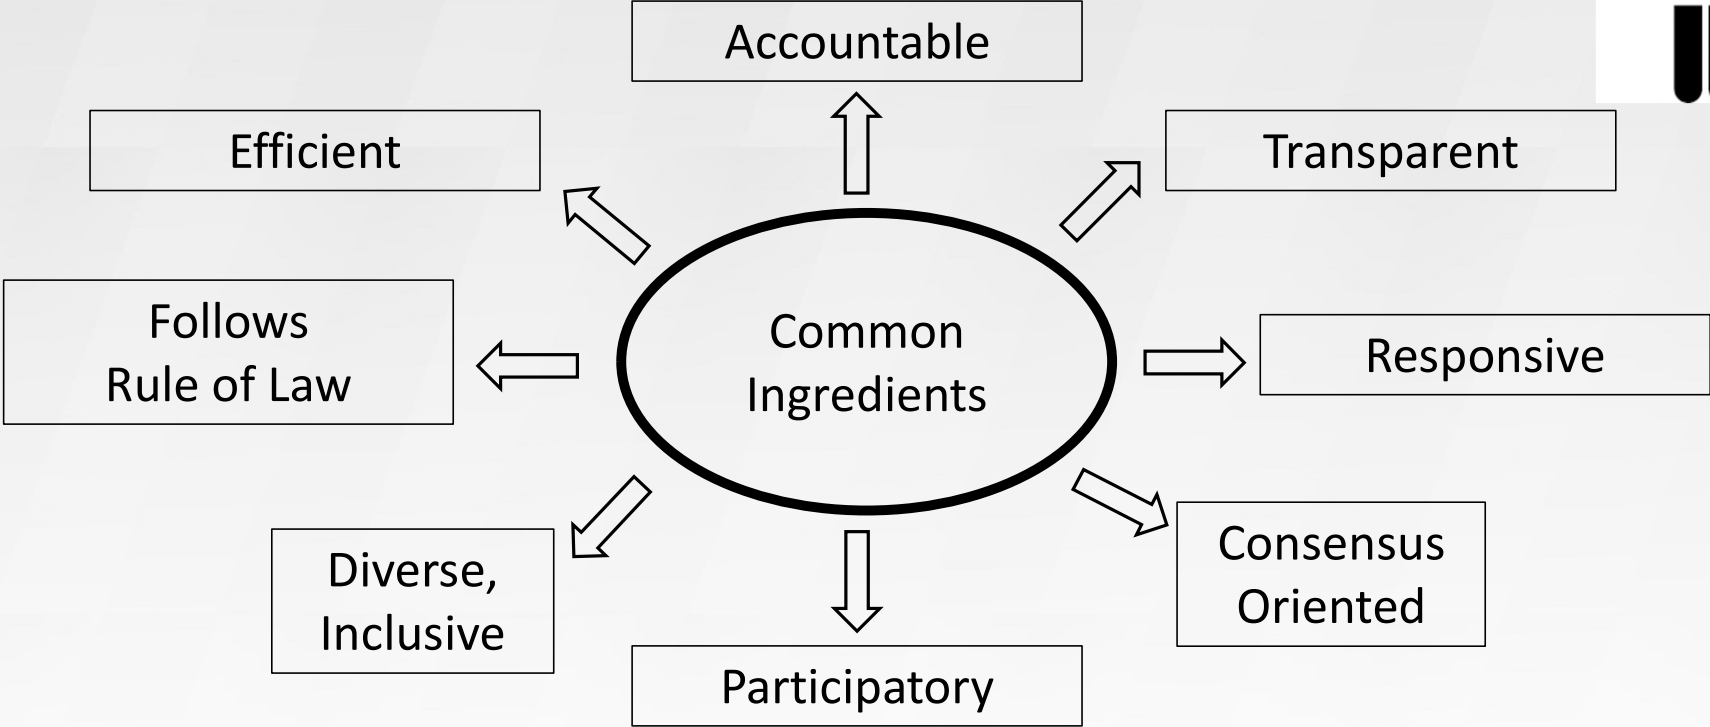 Accountable
Efficient
Transparent
Follows
Rule of Law
Common
Ingredients
Responsive
Diverse,
Inclusive
Consensus
Oriented
Participatory